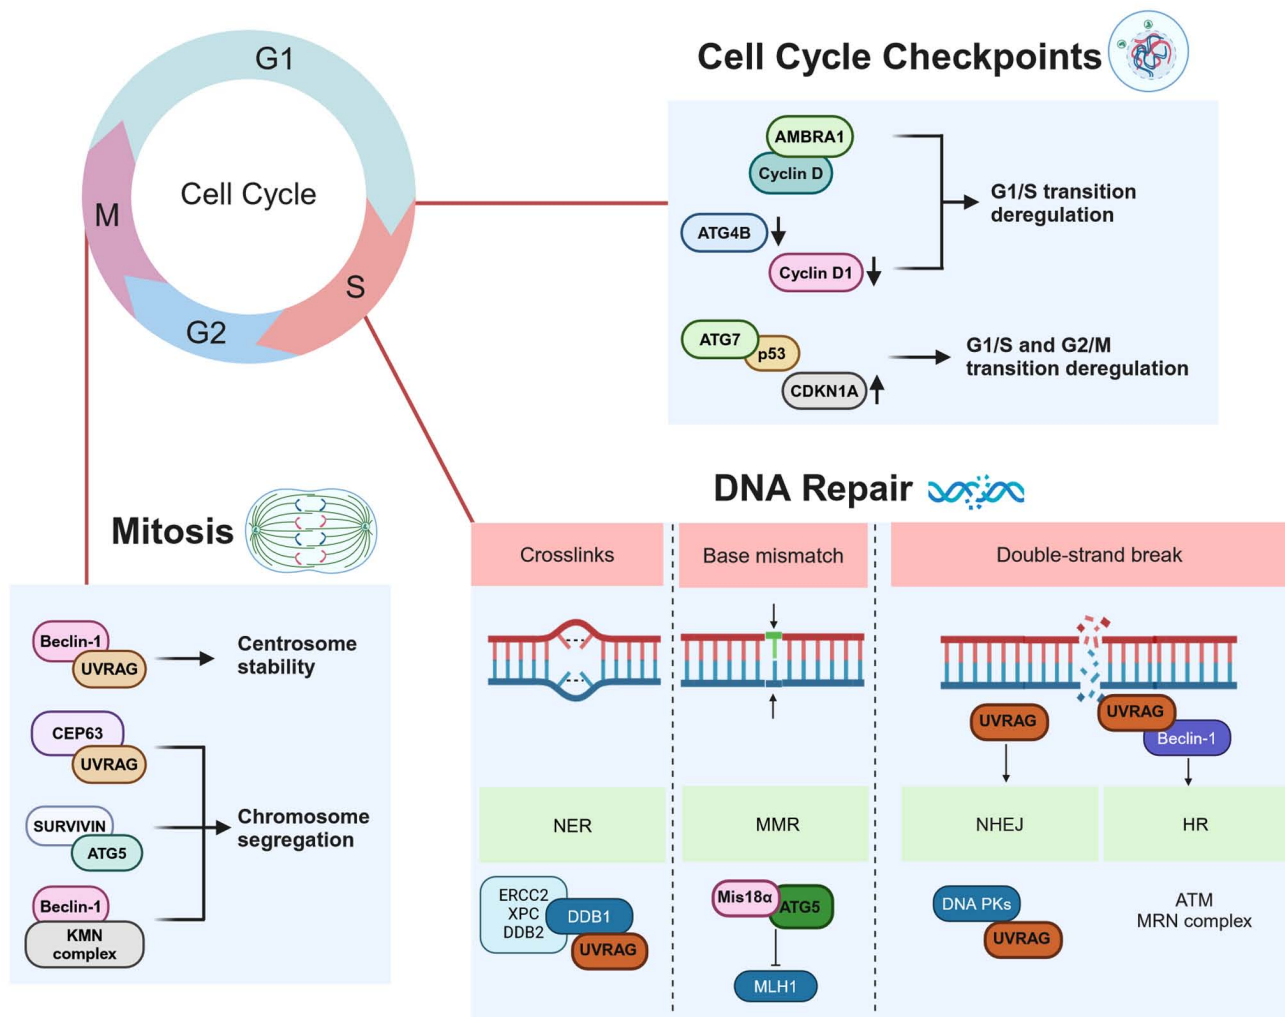 G1
Cell Cycle
M
S
G2
Cell Cycle Checkpoints
AMBRA1
Cyclin D
ATG4B
Cyclin D1
G1/S transition
deregulation
ATG7
p53
CDKN1A
G1/S and G2/M
transition deregulation
Mitosis
Beclin-1
UVRAG
Centrosome
stability
CEP63
UVRAG
SURVIVIN
ATG5
Beclin-1
KMN
complex
Chromosome
segregation
DNA Repair
Crosslinks
Base mismatch
Double-strand break
UVRAG
UVRAG
Beclin-1
NER
MMR
NHEJ
HR
ERCC2
XPC
DDB2
DDB1
UVRAG
Mis18α
ATG5
MLH1
DNA PKs
UVRAG
ATM
MRN complex